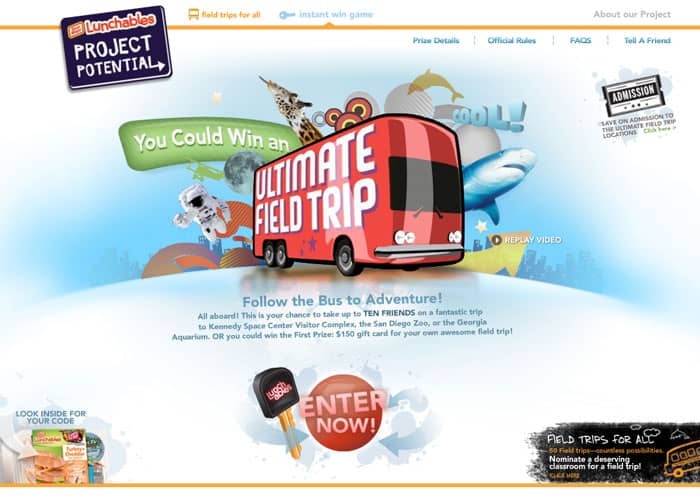 field trips for all
instant win game
About our Project
Lunchables
PROJECT
POTENTIAL
Prize Details
Official Rules
FAQS
Tell A Friend
ADMISSION
SAVE ON ADMISSION TO
THE ULTIMATE FIELD TRIP
LOCATIONS Click here >
COOL!
You Could Win an
ULTIMATE
FIELD TRIP
REPLAY VIDEO
Follow the Bus to Adventure!
All aboard! This is your chance to take up to TEN FRIENDS on a fantastic trip
to Kennedy Space Center Visitor Complex, the San Diego Zoo, or the Georgia
Aquarium. OR you could win the First Prize: $150 gift card for your own awesome field trip!
Lunchables
ENTER
NOW!
LOOK INSIDE FOR
YOUR CODE
Lunchables
Turkey+
Cheddar
FIELD TRIPS FOR ALL
50 Field trips—countless possibilities.
Nominate a deserving
classroom for a field trip!
CLICK HERE